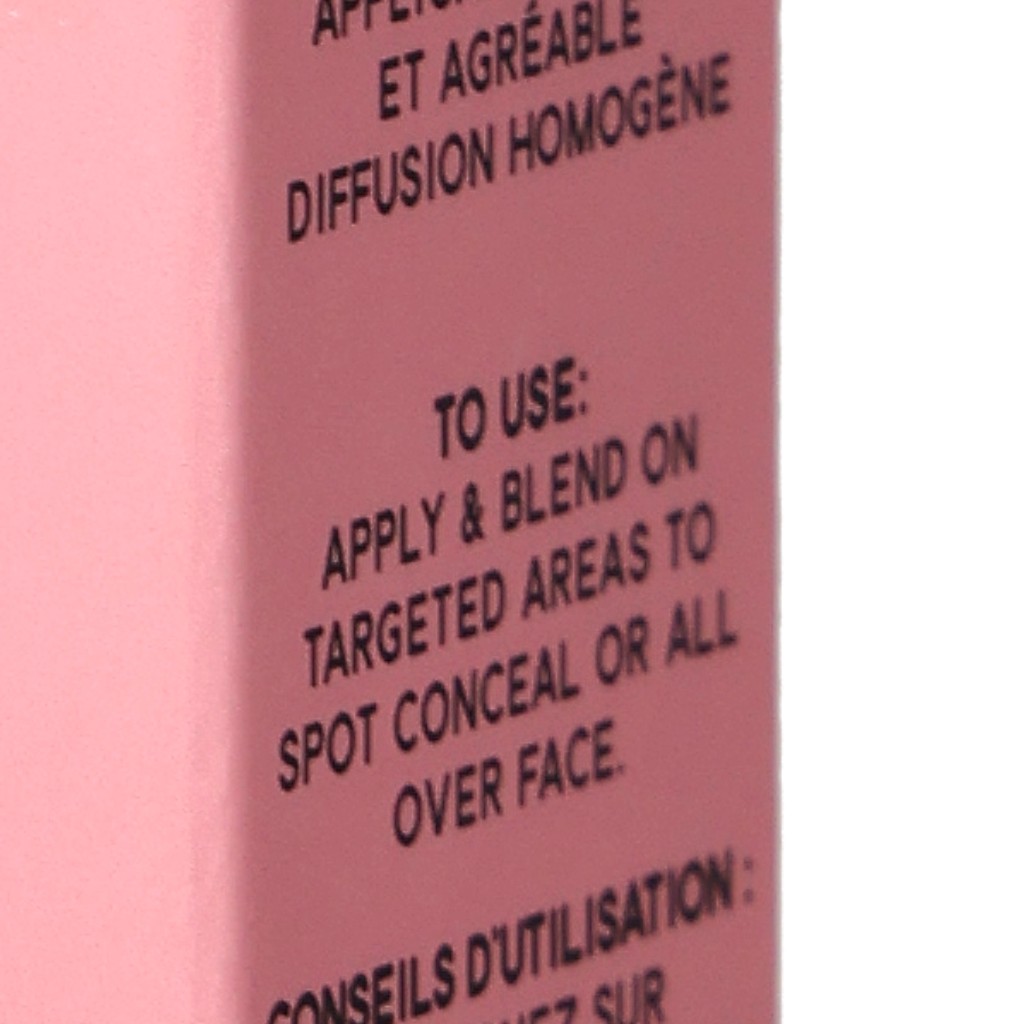 ET AGRÉABLE
DIFFUSION HOMOGÈNE
TO USE:
APPLY & BLEND ON
TARGETED AREAS TO
SPOT CONCEAL OR ALL
OVER FACE.
CONSEILS D'UTILISATION :
SUR